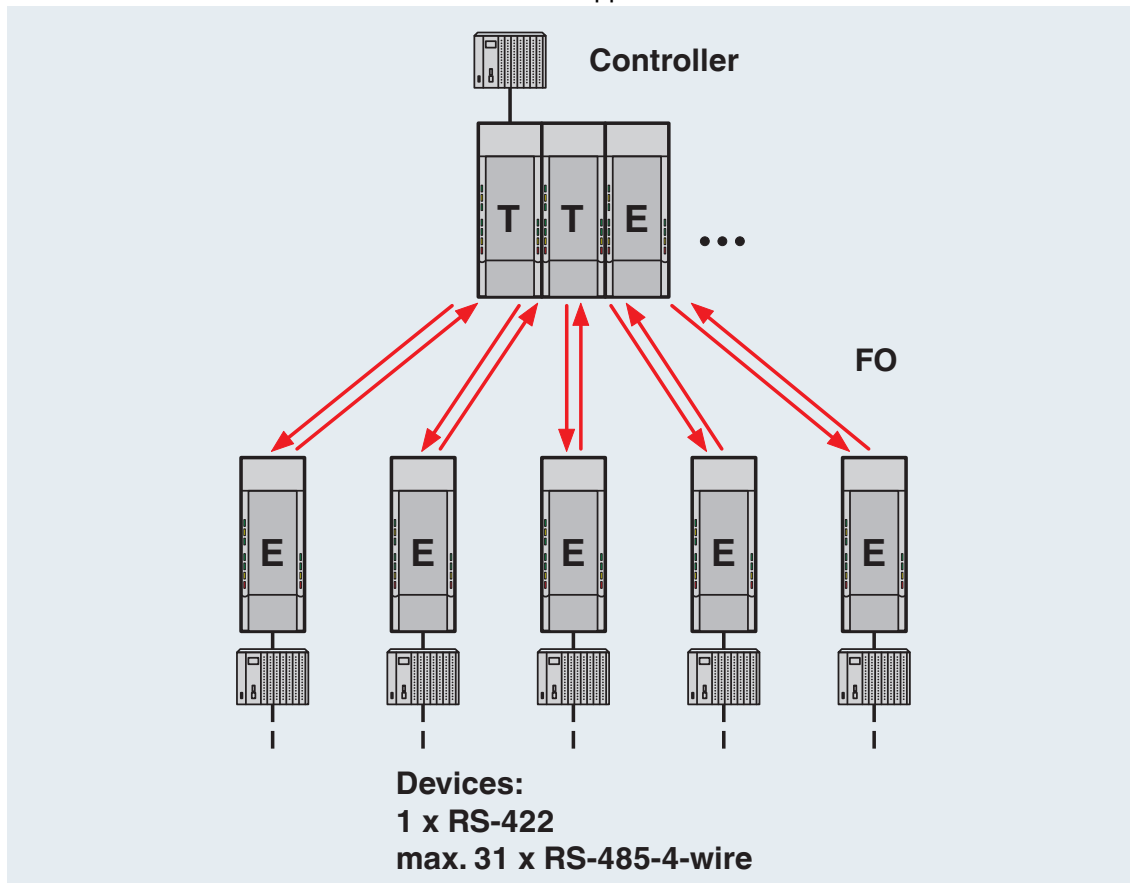 Controller
T T E ...
FO
E E E E E
Devices:
1 x RS-422
max. 31 x RS-485-4-wire